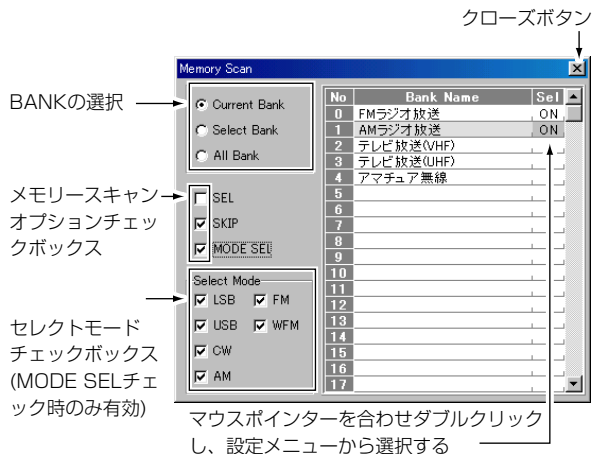 クローズボタン
Memory Scan
BANKの選択
Current Bank
Select Bank
All Bank
メモリースキャン
オプションチェッ
クボックス
SEL
SKIP
MODE SEL
Select Mode
LSB FM
USB WFM
CW
AM
セレクトモード
チェックボックス
(MODE SELチェ
ック時のみ有効)
No Bank Name Sel
0 FMラジオ放送 ON
1 AMラジオ放送 ON
2 テレビ放送(VHF)
3 テレビ放送(UHF)
4 アマチュア無線
5
6
7
8
9
10
11
12
13
14
15
16
17
マウスポインターを合わせダブルクリック
し、設定メニューから選択する